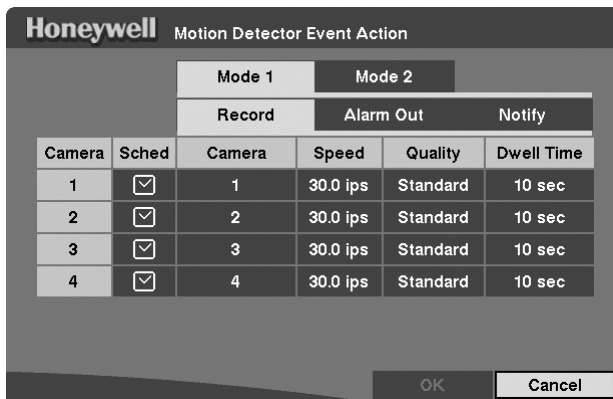 Honeywell Motion Detector Event Action
Mode 1 Mode 2
Record Alarm Out Notify
Camera Sched Camera Speed Quality Dwell Time
1 1 30.0 ips Standard 10 sec
2 2 30.0 ips Standard 10 sec
3 3 30.0 ips Standard 10 sec
4 4 30.0 ips Standard 10 sec
OK Cancel